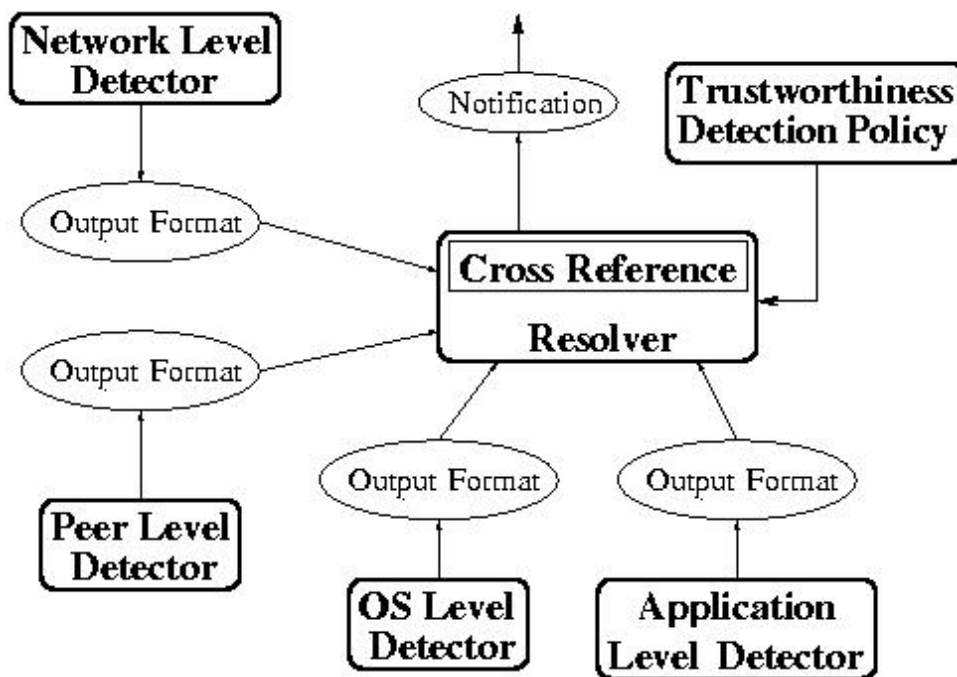 Network Level
Detector
Notification
Trustworthiness
Detection Policy
Output Format
Cross Reference
Resolver
Output Format
Output Format
Output Format
Peer Level
Detector
OS Level
Detector
Application
Level Detector